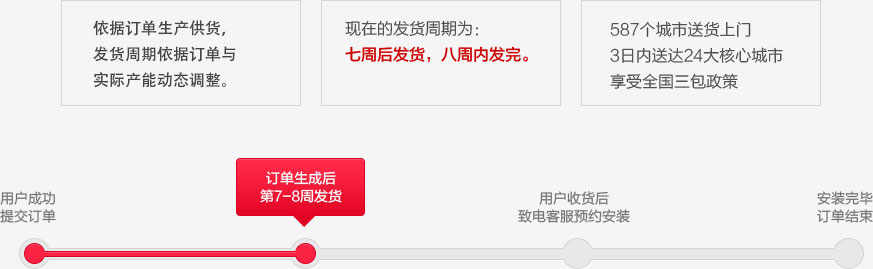 依据订单生产供货，
发货周期依据订单与
实际产能动态调整。
现在的发货周期为：
七周后发货，八周内发完。
587个城市送货上门
3日内送达24大核心城市
享受全国三包政策
用户成功
提交订单
订单生成后
第7-8周发货
用户收货后
致电客服预约安装
安装完毕
订单结束